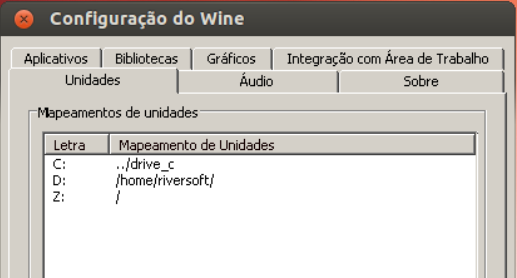 Configuração do Wine
Aplicativos Bibliotecas Gráficos Integração com Área de Trabalho
Unidades Áudio Sobre
Mapeamentos de unidades
Letra Mapeamento de Unidades
C: ../drive_c
D: /home/riversoft/
Z: /